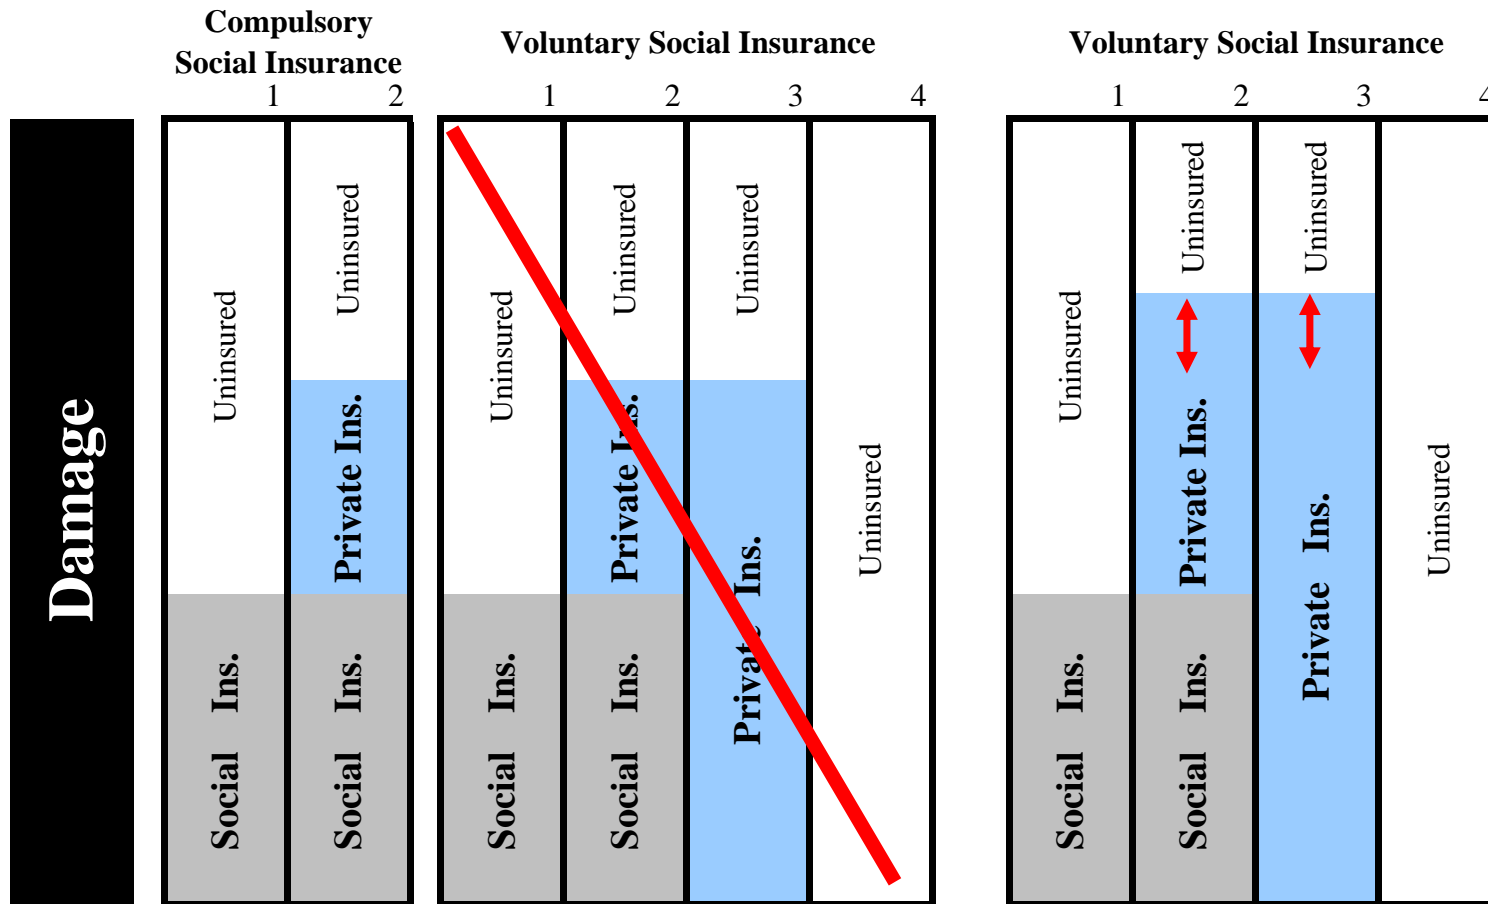 Compulsory
Social Insurance
Voluntary Social Insurance
Voluntary Social Insurance
1
2
1
2
3
4
1
2
3
4
Damage
Uninsured
Social Ins.
Uninsured
Private Ins.
Social Ins.
Uninsured
Social Ins.
Uninsured
Private Ins.
Social Ins.
Uninsured
Private Ins.
Uninsured
Uninsured
Social Ins.
Uninsured
Private Ins.
Social Ins.
Uninsured
Private Ins.
Uninsured